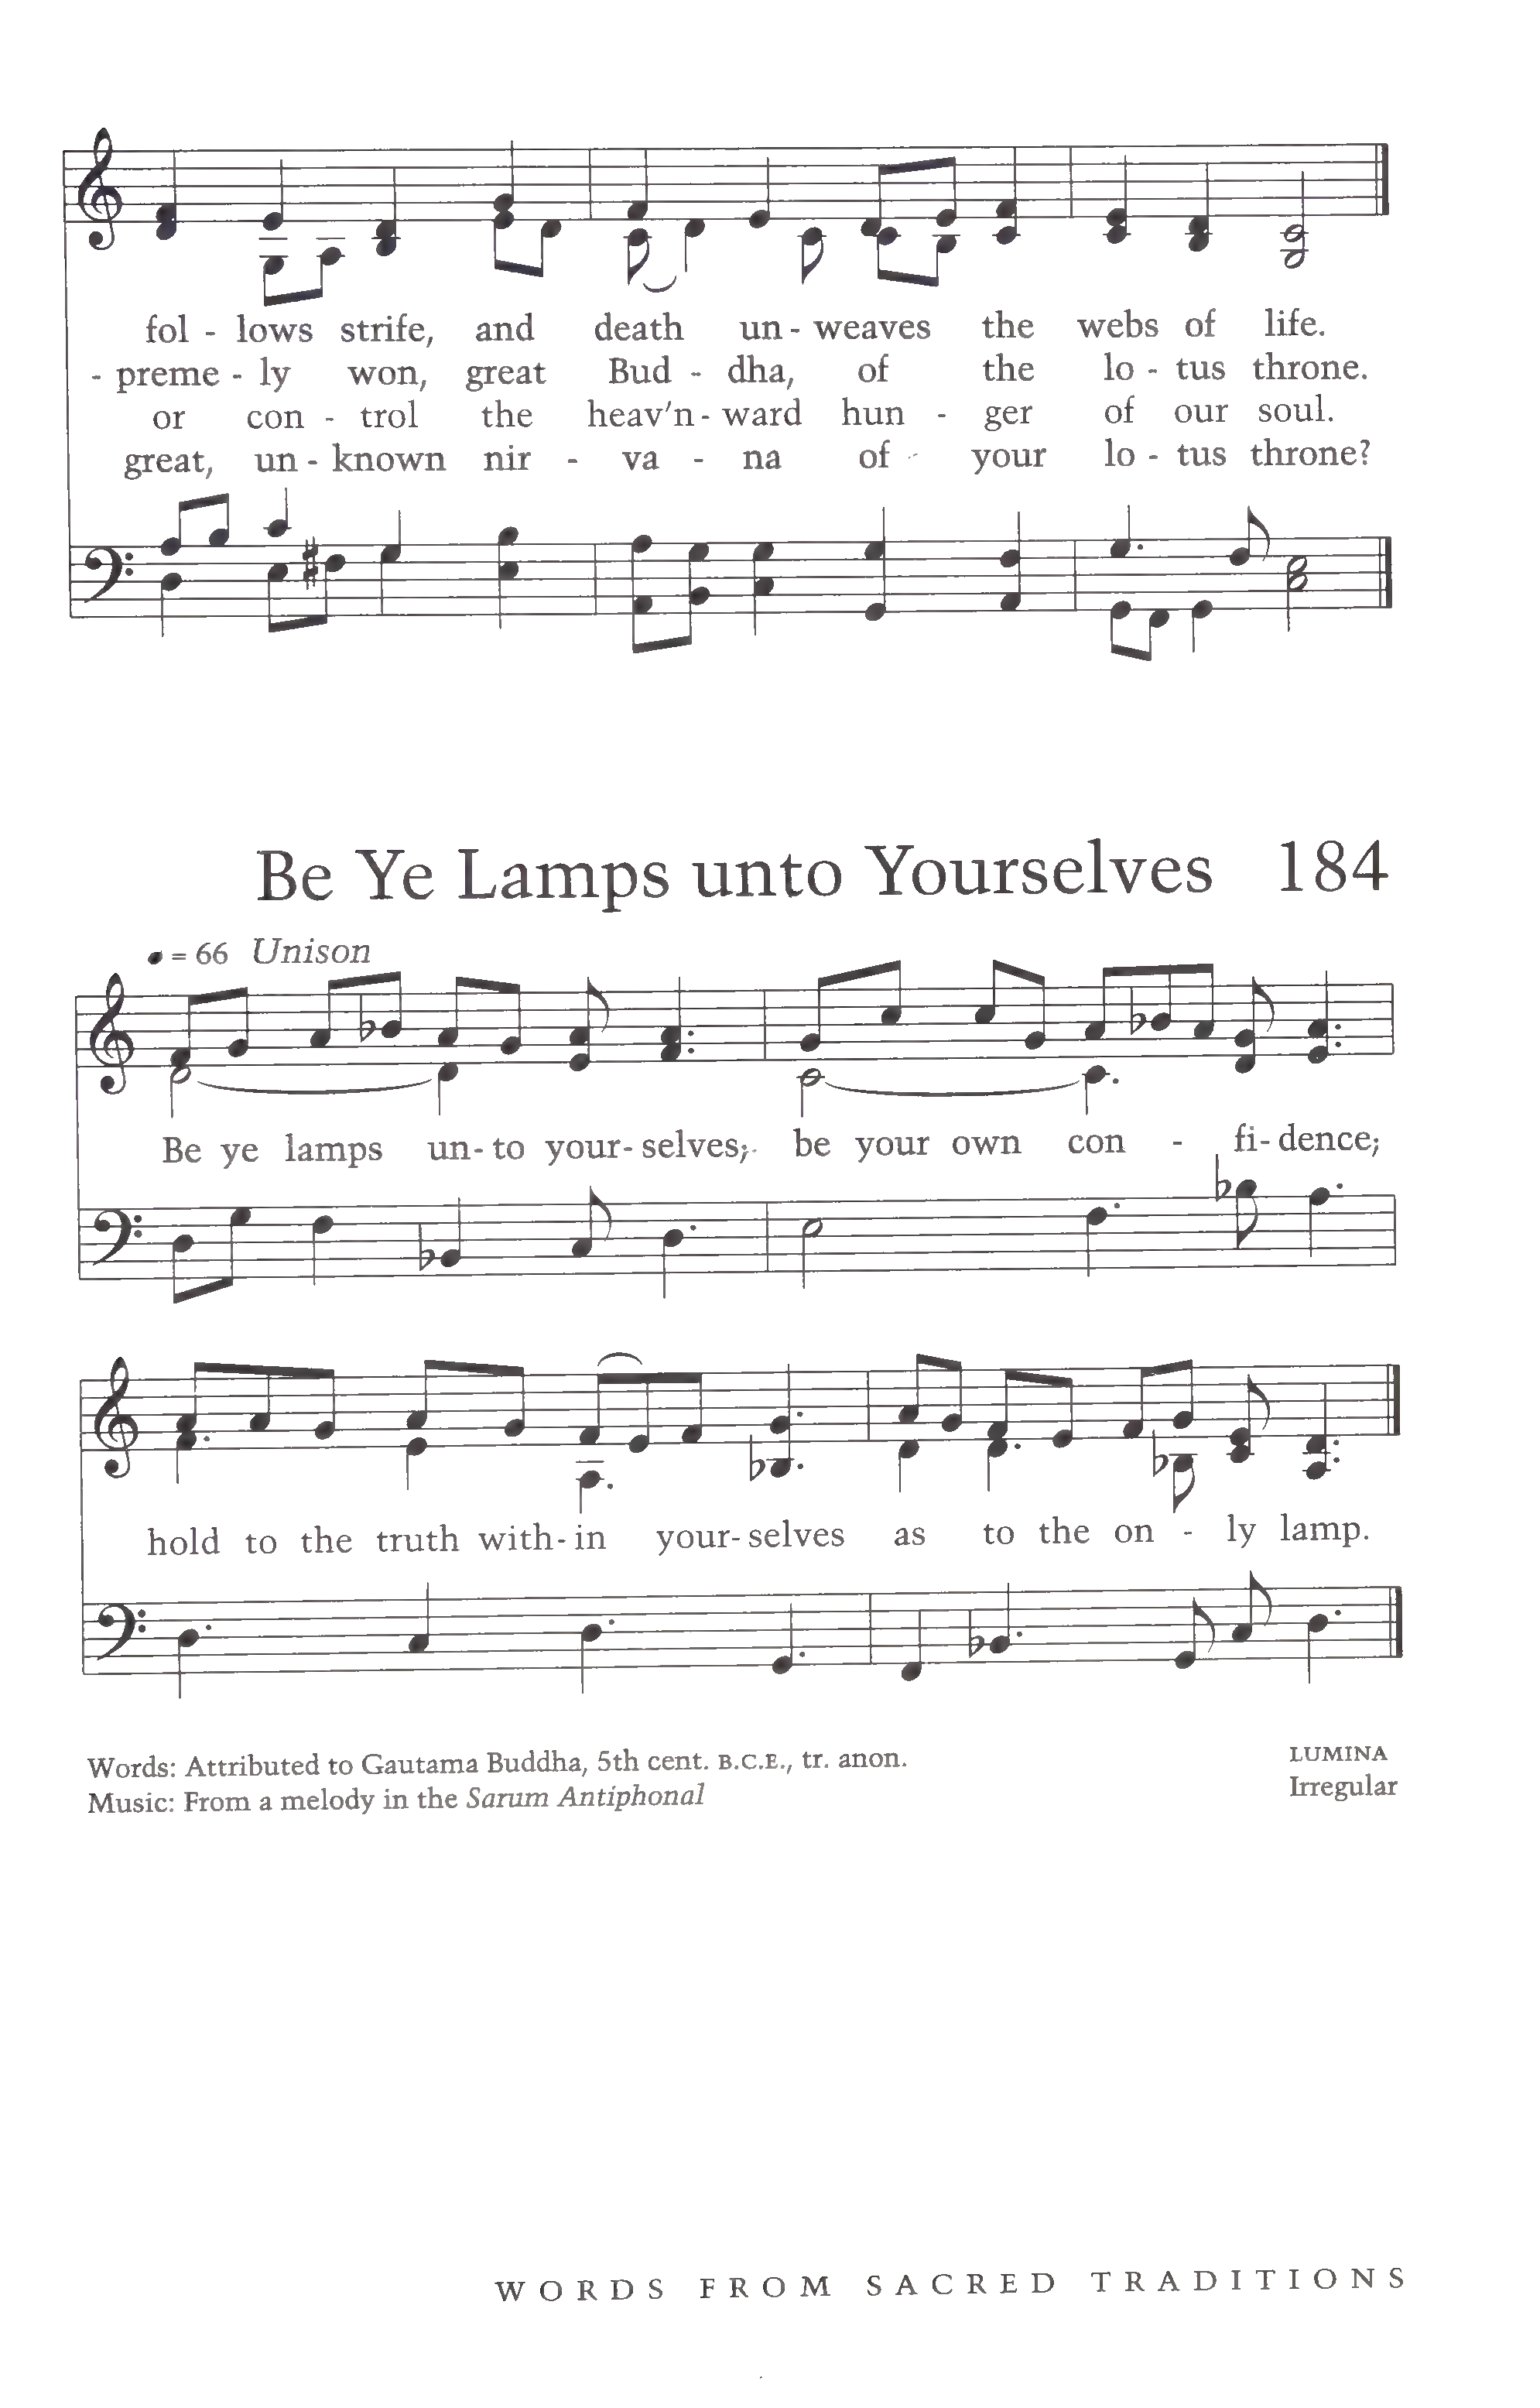 fol - lows strife, and death un - weaves the webs of life.
- preme - ly won, great Bud - dha, of the lo - tus throne.
or con - trol the heav'n - ward hun - ger of our soul.
great, un - known nir - va - na of your lo - tus throne?
Be Ye Lamps unto Yourselves 184
= 66 Unison
Be ye lamps un - to your - selves; be your own con - fi - dence;
hold to the truth with - in your - selves as to the on - ly lamp.
Words: Attributed to Gautama Buddha, 5th cent. B.C.E., tr. anon. LUMINA
Music: From a melody in the Sarum Antiphonal Irregular
WORDS FROM SACRED TRADITIONS